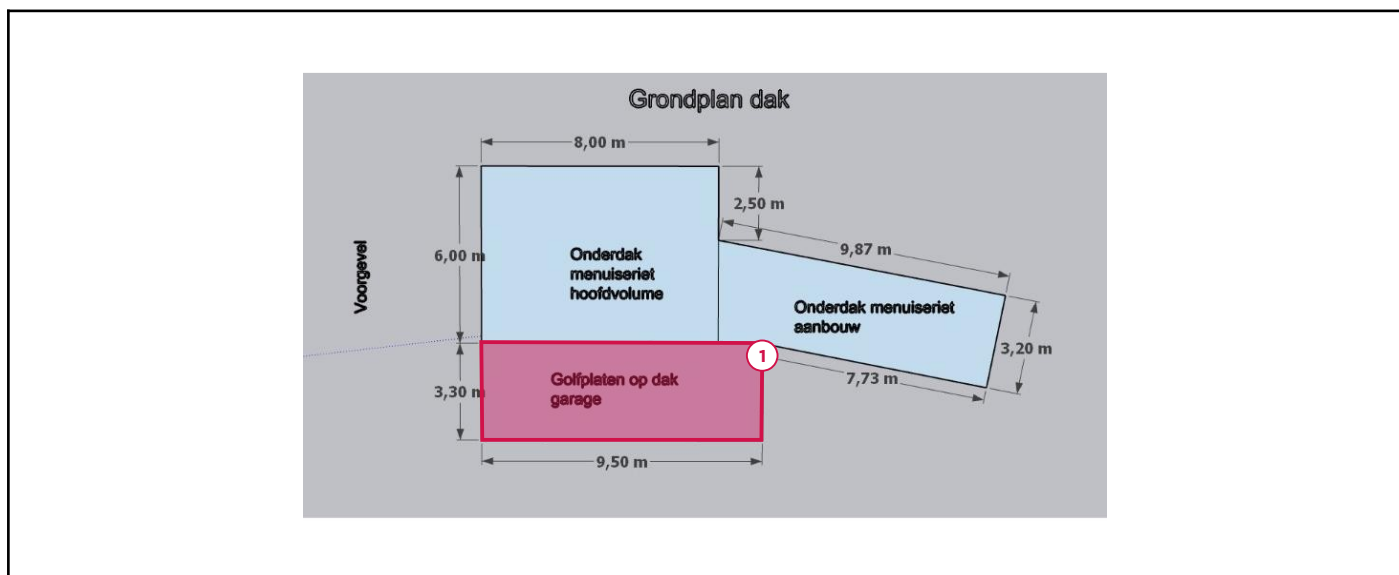 Grondplan dak
8,00 m
2,50 m
9,87 m
6,00 m
Voorgevel
Onderdak
menuiseriet
hoofdvolume
Onderdak menuiseriet
aanbouw
3,20 m
1
7,73 m
3,30 m
Golfplaten op dak
garage
9,50 m